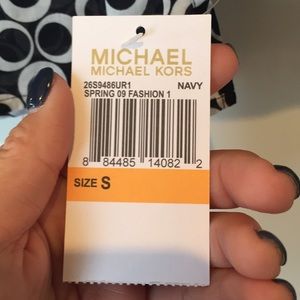 MICHAEL
MICHAEL KORS
26S9486UR1 NAVY
SPRING 09 FASHION 1
8 84485 14082 2
SIZE S